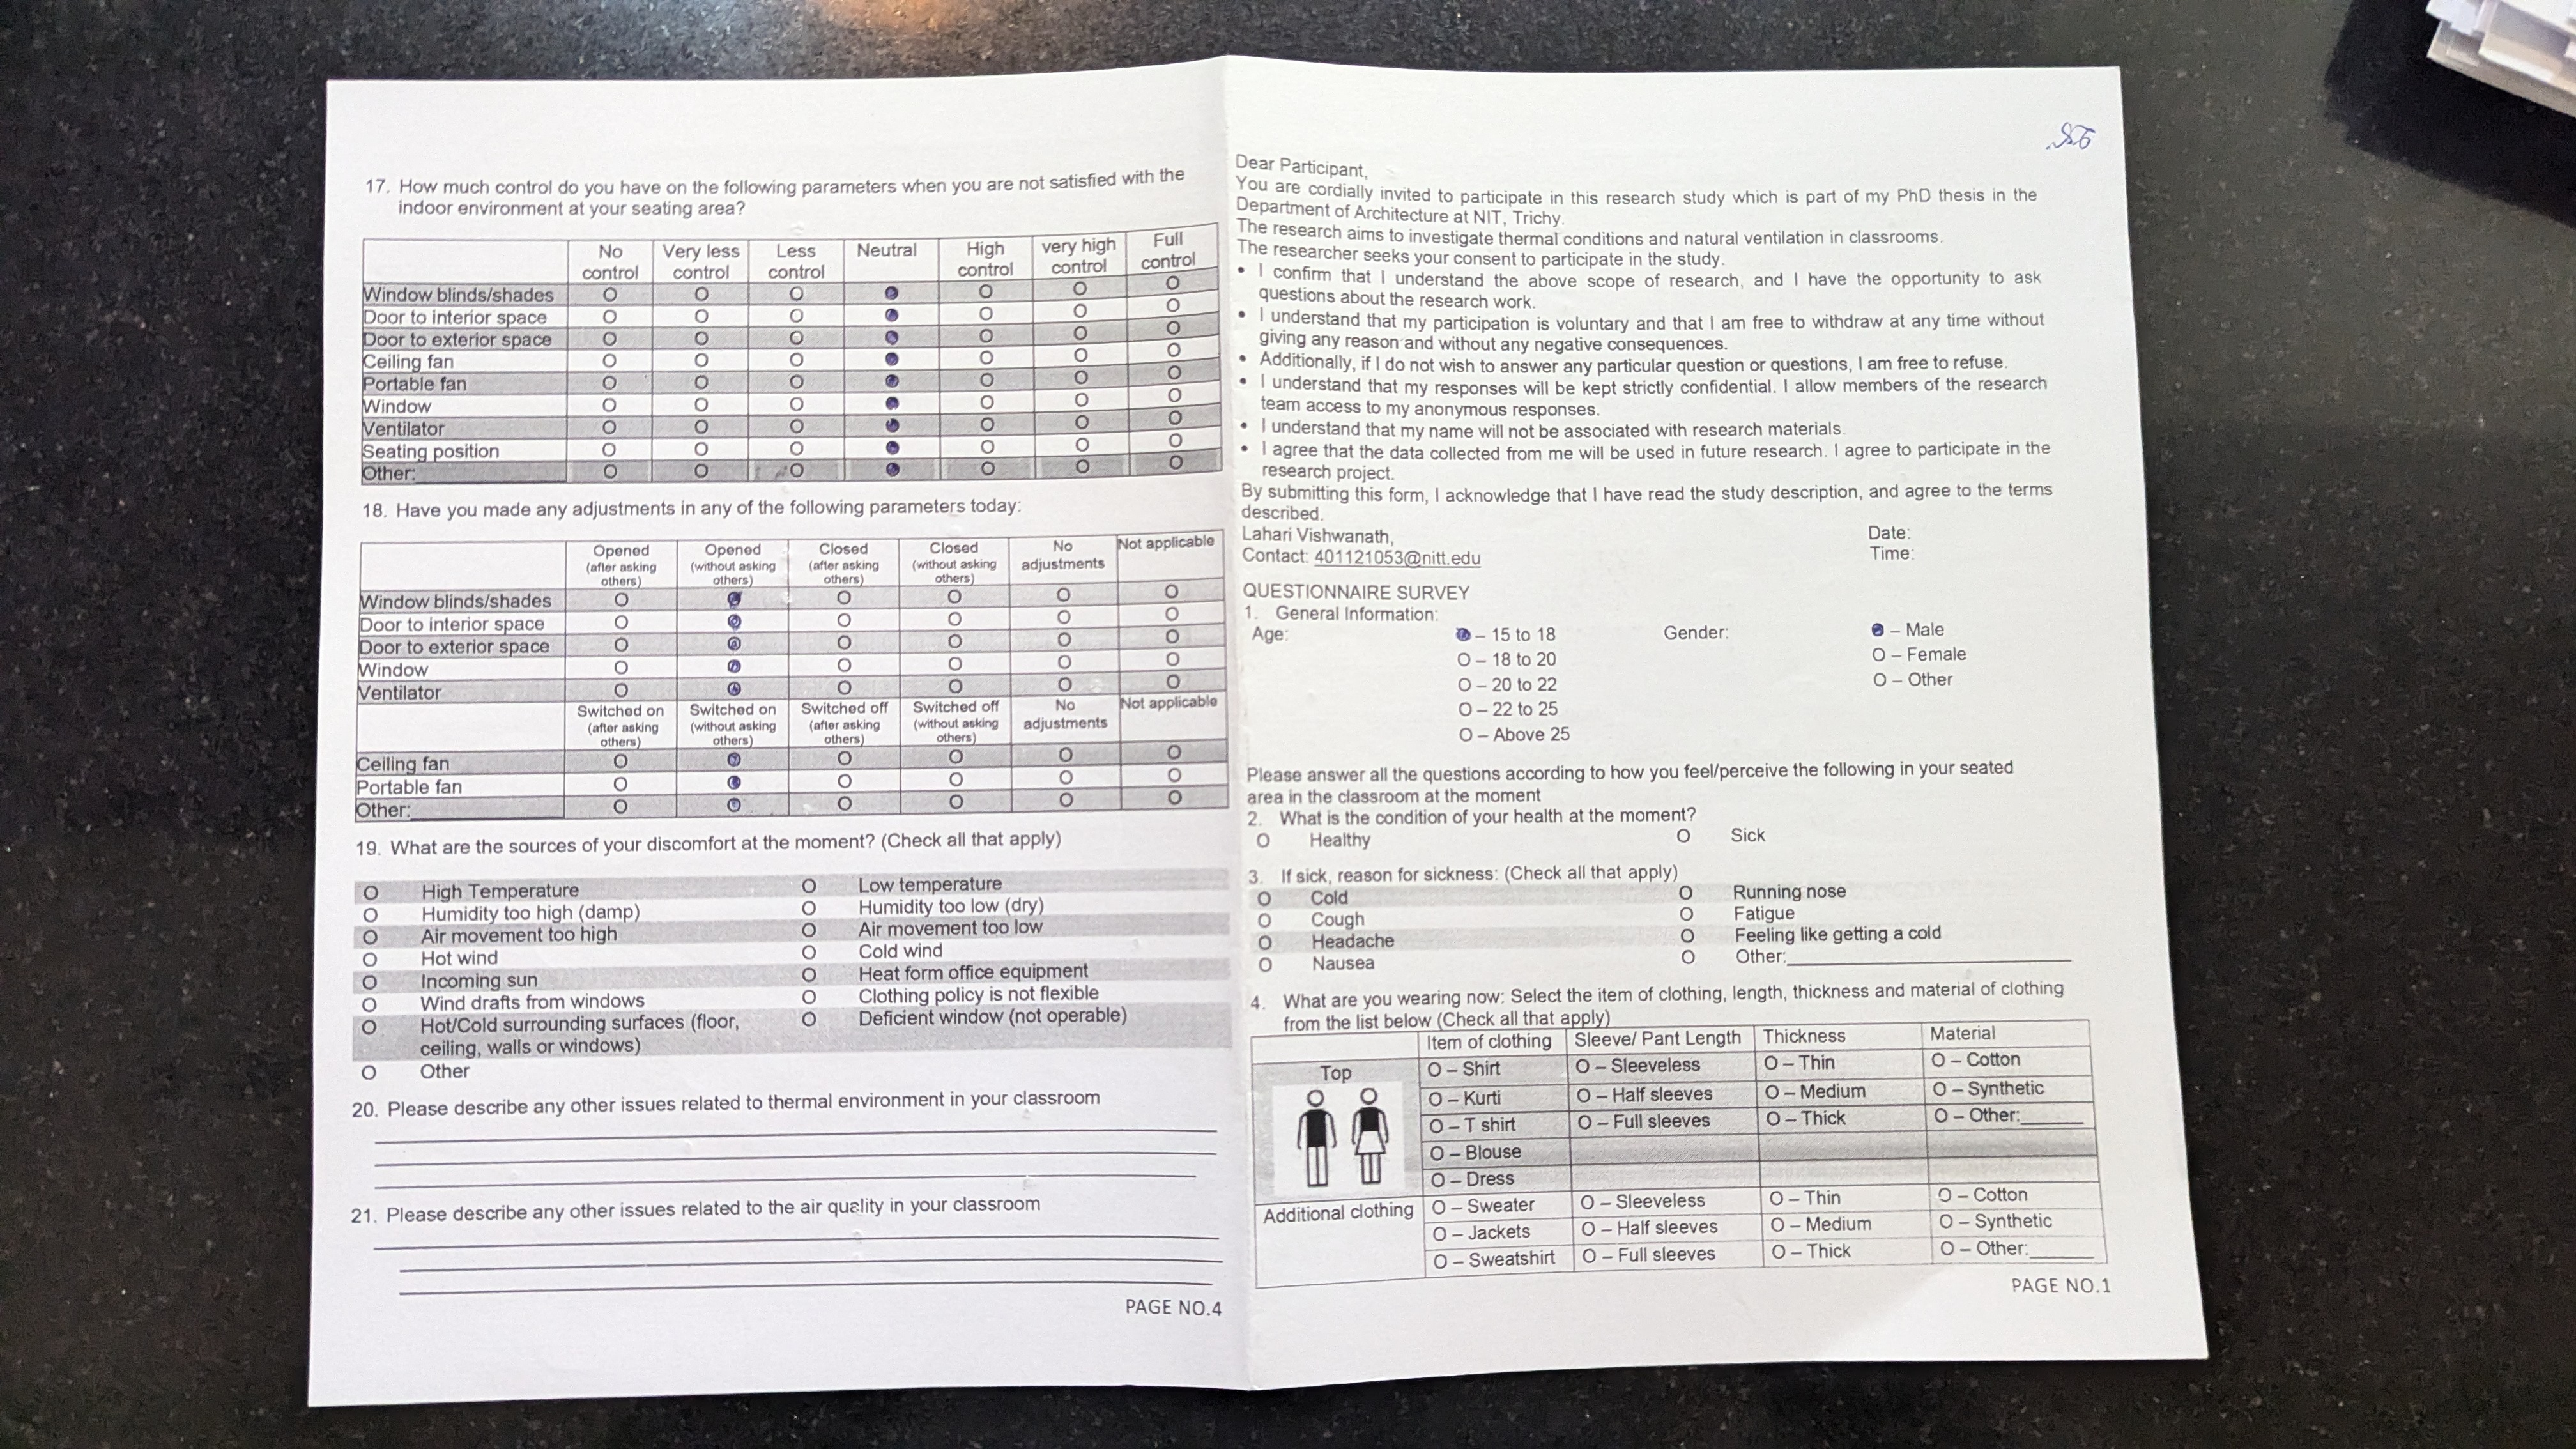 17. How much control do you have on the following parameters when you are not satisfied with the
indoor environment at your seating area?
No control Very less control Less control Neutral High control very high control Full control
Window blinds/shades O O O O O O
Door to interior space O O O O O O
Door to exterior space O O O O O O
Ceiling fan O O O O O O
Portable fan O O O O O O
Window O O O O O O
Ventilator O O O O O O
Seating position O O O O O O
Other: O O O O O O
18. Have you made any adjustments in any of the following parameters today:
Opened (after asking others) Opened (without asking others) Closed (after asking others) Closed (without asking others) No adjustments Not applicable
Window blinds/shades O O O O O
Door to interior space O O O O O
Door to exterior space O O O O O
Window O O O O O
Ventilator O O O O O
Switched on (after asking others) Switched on (without asking others) Switched off (after asking others) Switched off (without asking others) No adjustments Not applicable
Ceiling fan O O O O O
Portable fan O O O O O
Other: O O O O O
19. What are the sources of your discomfort at the moment? (Check all that apply)
O High Temperature O Low temperature
O Humidity too high (damp) O Humidity too low (dry)
O Air movement too high O Air movement too low
O Hot wind O Cold wind
O Incoming sun O Heat form office equipment
O Wind drafts from windows O Clothing policy is not flexible
O Hot/Cold surrounding surfaces (floor, O Deficient window (not operable)
ceiling, walls or windows)
O Other
20. Please describe any other issues related to thermal environment in your classroom
21. Please describe any other issues related to the air quality in your classroom
PAGE NO.4
Dear Participant,
You are cordially invited to participate in this research study which is part of my PhD thesis in the
Department of Architecture at NIT, Trichy.
The research aims to investigate thermal conditions and natural ventilation in classrooms.
The researcher seeks your consent to participate in the study.
• I confirm that I understand the above scope of research, and I have the opportunity to ask
questions about the research work.
• I understand that my participation is voluntary and that I am free to withdraw at any time without
giving any reason and without any negative consequences.
• Additionally, if I do not wish to answer any particular question or questions, I am free to refuse.
• I understand that my responses will be kept strictly confidential. I allow members of the research
team access to my anonymous responses.
• I understand that my name will not be associated with research materials.
• I agree that the data collected from me will be used in future research. I agree to participate in the
research project.
By submitting this form, I acknowledge that I have read the study description, and agree to the terms
described.
Lahari Vishwanath, Date:
Contact: 401121053@nitt.edu Time:
QUESTIONNAIRE SURVEY
1. General Information:
Age: – 15 to 18 Gender: – Male
O – 18 to 20 O – Female
O – 20 to 22 O – Other
O – 22 to 25
O – Above 25
Please answer all the questions according to how you feel/perceive the following in your seated
area in the classroom at the moment
2. What is the condition of your health at the moment?
O Healthy O Sick
3. If sick, reason for sickness: (Check all that apply)
O Cold O Running nose
O Cough O Fatigue
O Headache O Feeling like getting a cold
O Nausea O Other:
4. What are you wearing now: Select the item of clothing, length, thickness and material of clothing
from the list below (Check all that apply)
Item of clothing Sleeve/ Pant Length Thickness Material
Top O – Shirt O – Sleeveless O – Thin O – Cotton
O – Kurti O – Half sleeves O – Medium O – Synthetic
O – T shirt O – Full sleeves O – Thick O – Other:
O – Blouse
O – Dress
Additional clothing O – Sweater O – Sleeveless O – Thin O – Cotton
O – Jackets O – Half sleeves O – Medium O – Synthetic
O – Sweatshirt O – Full sleeves O – Thick O – Other:
PAGE NO.1